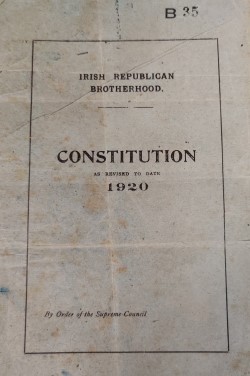 B 35
IRISH REPUBLICAN
BROTHERHOOD.
CONSTITUTION
AS REVISED TO DATE
1920
By Order of the Supreme Council